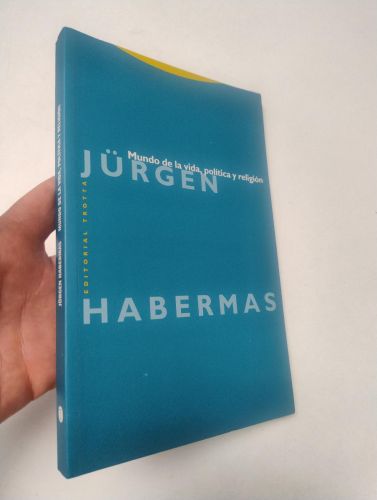 Mundo de la vida, política y religión
JÜRGEN
HABERMAS
EDITORIAL TROTTA
JÜRGEN HABERMAS MUNDO DE LA VIDA, POLÍTICA Y RELIGIÓN